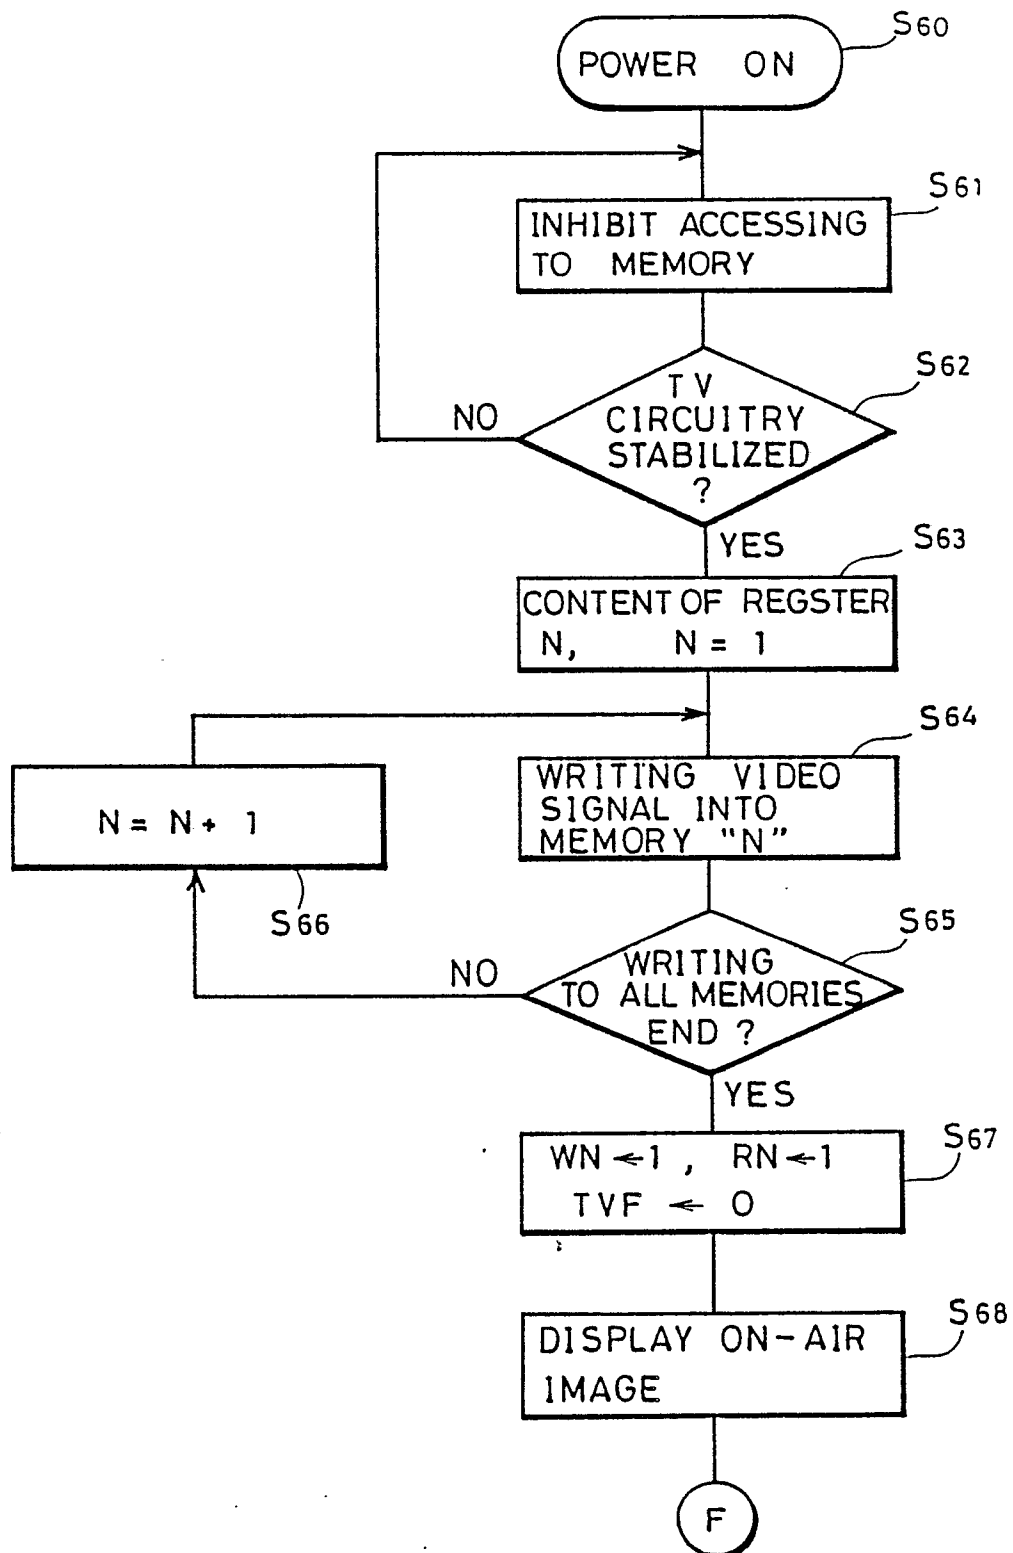 S60
POWER ON
S61
INHIBIT ACCESSING
TO MEMORY
S62
TV
CIRCUITRY
STABILIZED
?
NO
YES
S63
CONTENT OF REGSTER
N, N = 1
S64
WRITING VIDEO
SIGNAL INTO
MEMORY "N"
N = N + 1
S66
S65
WRITING
TO ALL MEMORIES
END ?
NO
YES
S67
WN ← 1 , RN ← 1
TVF ← 0
S68
DISPLAY ON-AIR
IMAGE
F